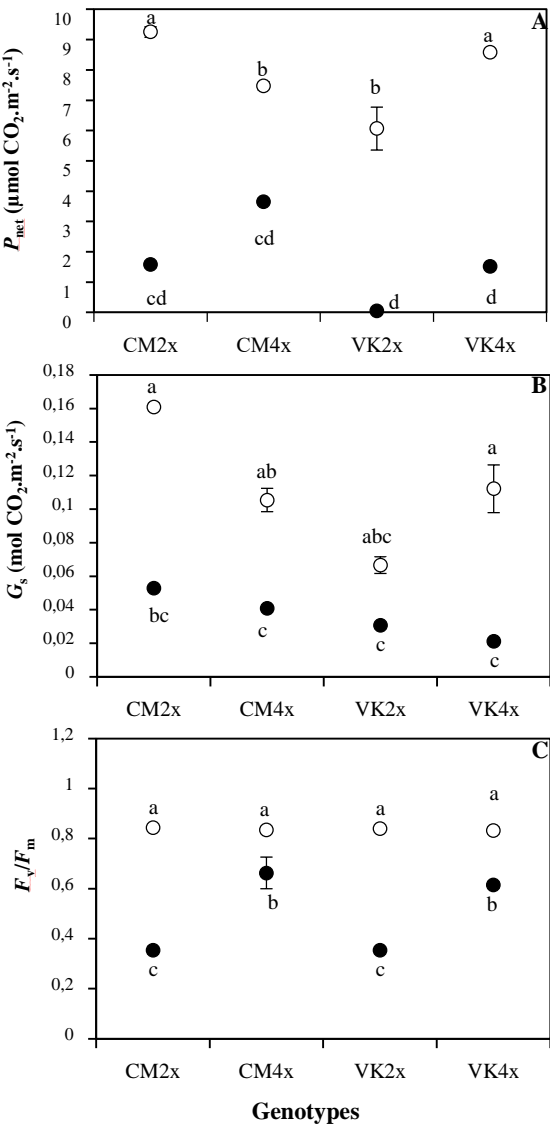 A
P_net (µmol CO₂.m⁻².s⁻¹)
10
9
8
7
6
5
4
3
2
1
0
a
b
b
a
cd
cd
d
d
CM2x CM4x VK2x VK4x
B
G_s (mol CO₂.m⁻².s⁻¹)
0,18
0,16
0,14
0,12
0,1
0,08
0,06
0,04
0,02
0
a
ab
abc
a
bc
c
c
c
CM2x CM4x VK2x VK4x
C
F_v/F_m
1,2
1
0,8
0,6
0,4
0,2
0
a
a
a
a
c
b
c
b
CM2x CM4x VK2x VK4x
Genotypes